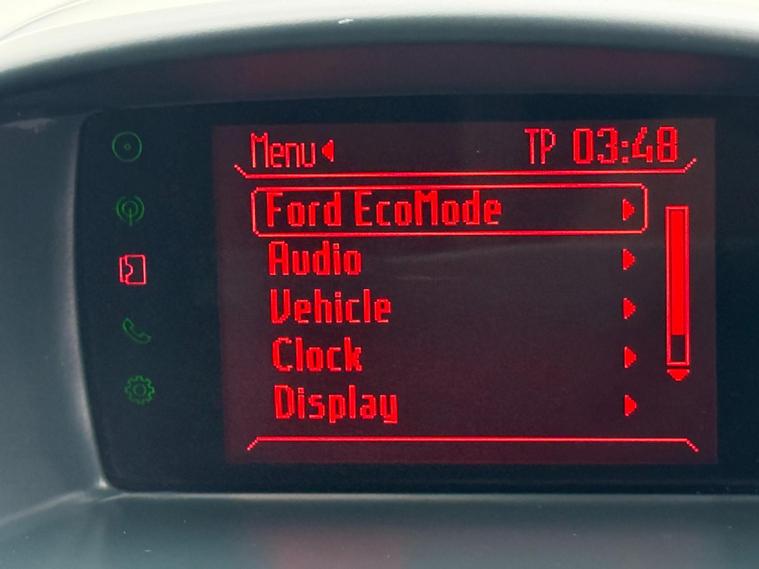 Menu
TP 03:48
Ford EcoMode
Audio
Vehicle
Clock
Display